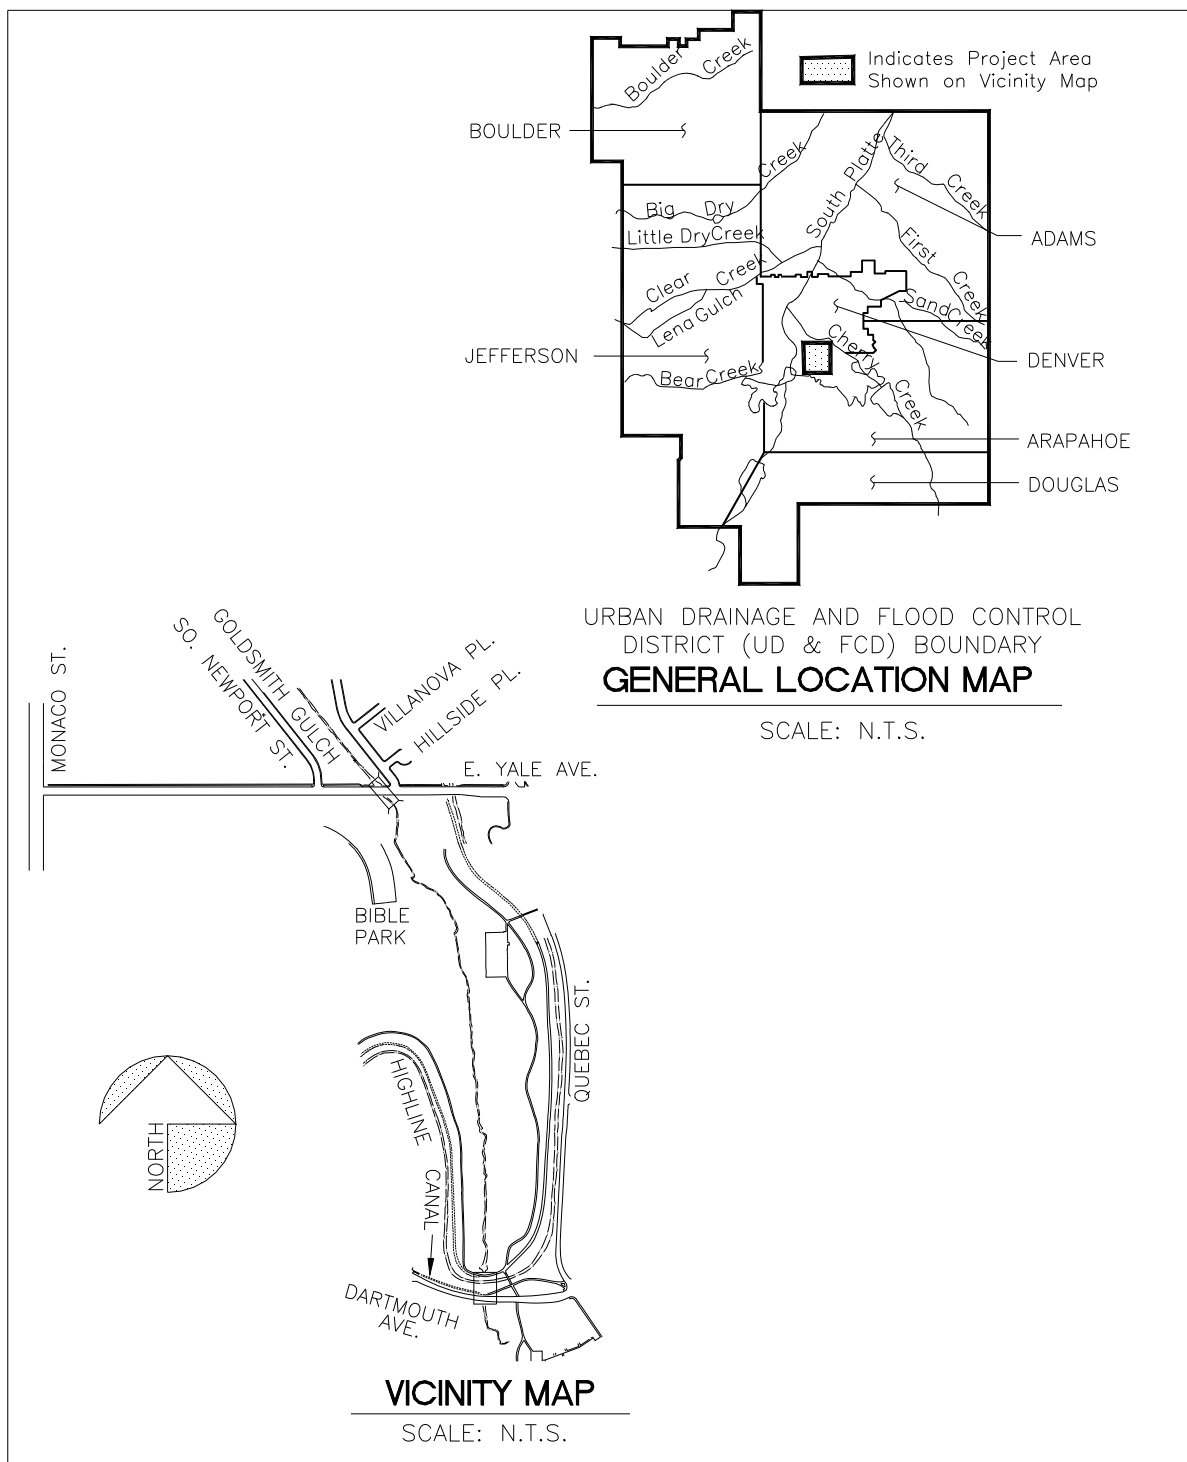 Indicates Project Area
Shown on Vicinity Map
Boulder Creek
BOULDER
Big Dry Creek
South Platte
Third Creek
Little Dry Creek
ADAMS
First Creek
Clear Creek
Lena Gulch
Sand Creek
JEFFERSON
Cherry Creek
DENVER
Bear Creek
ARAPAHOE
DOUGLAS
URBAN DRAINAGE AND FLOOD CONTROL
DISTRICT (UD & FCD) BOUNDARY
GENERAL LOCATION MAP
SCALE: N.T.S.
MONACO ST.
SO. NEWPORT ST.
GOLDSMITH GULCH
VILLANOVA PL.
HILLSIDE PL.
E. YALE AVE.
BIBLE
PARK
QUEBEC ST.
HIGHLINE CANAL
NORTH
DARTMOUTH
AVE.
VICINITY MAP
SCALE: N.T.S.